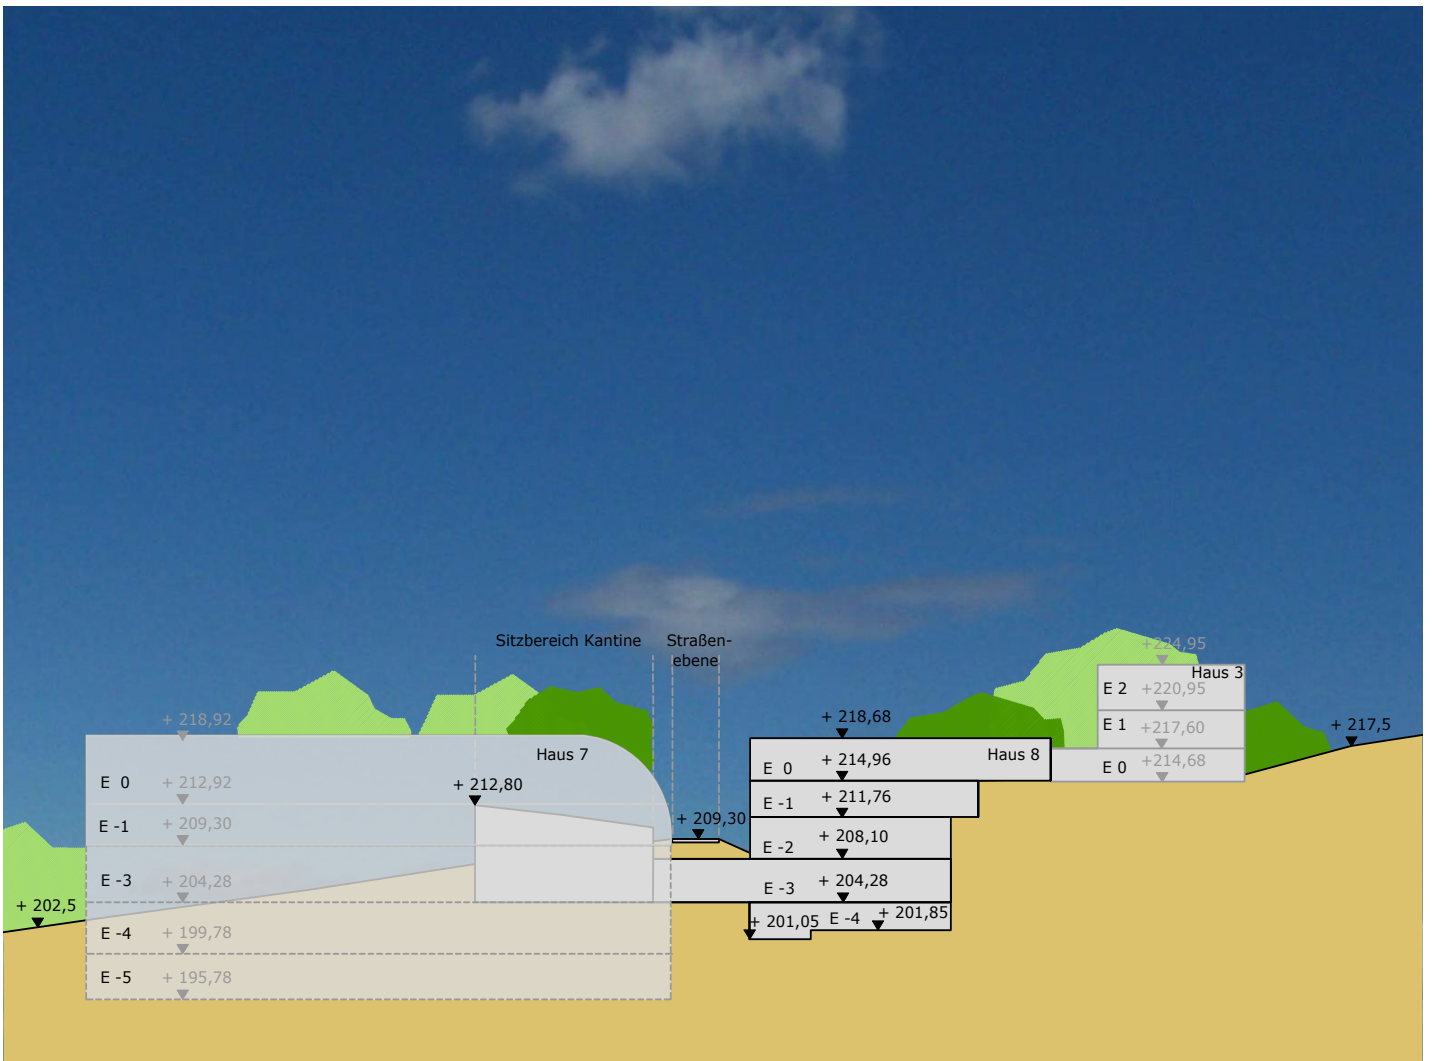 Sitzbereich Kantine
Straßen-
ebene
+224,95
Haus 3
E 2 +220,95
E 1 +217,60
E 0 +214,68
+ 217,5
+ 218,92
Haus 7
E 0 + 212,92
E -1 + 209,30
E -3 + 204,28
E -4 + 199,78
E -5 + 195,78
+ 202,5
+ 212,80
+ 209,30
+ 218,68
Haus 8
E 0 + 214,96
E -1 + 211,76
E -2 + 208,10
E -3 + 204,28
+ 201,05 E -4 + 201,85